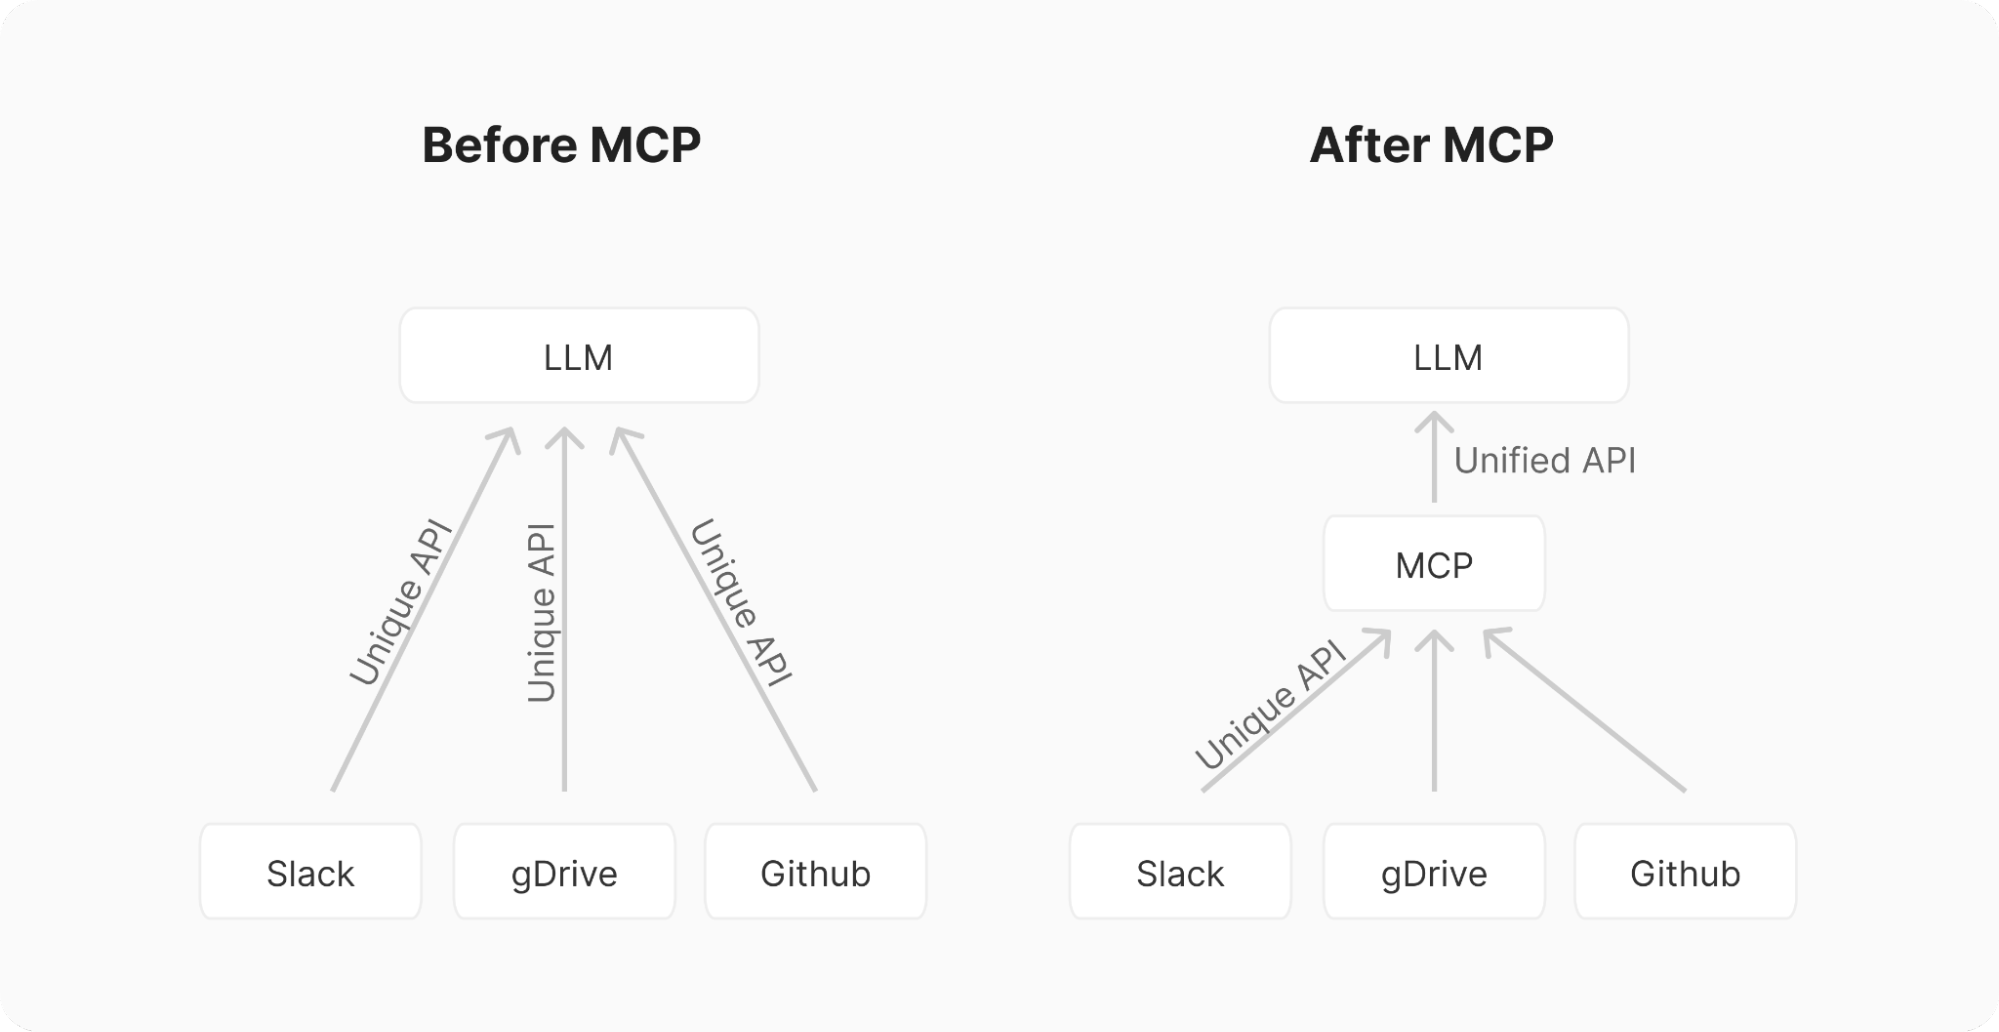 Before MCP
LLM
Unique API
Unique API
Unique API
Slack
gDrive
Github
After MCP
LLM
Unified API
MCP
Unique API
Slack
gDrive
Github